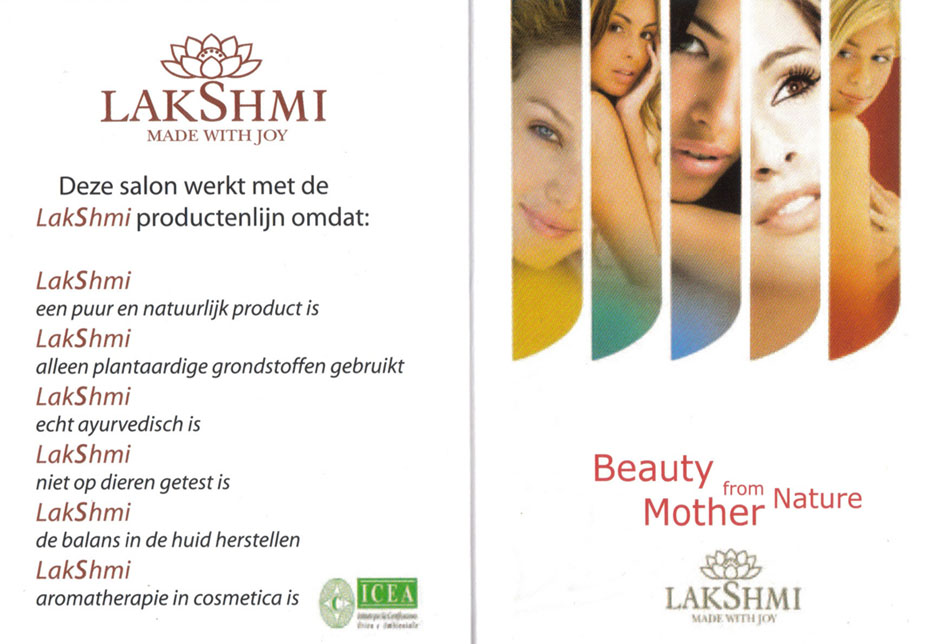 LAKSHMI
MADE WITH JOY
Deze salon werkt met de
LakShmi productenlijn omdat:
LakShmi
een puur en natuurlijk product is
LakShmi
alleen plantaardige grondstoffen gebruikt
LakShmi
echt ayurvedisch is
LakShmi
niet op dieren getest is
LakShmi
de balans in de huid herstellen
LakShmi
aromatherapie in cosmetica is
C
ICEA
Etica e Ambientale
Beauty
from
Mother Nature
LAKSHMI
MADE WITH JOY